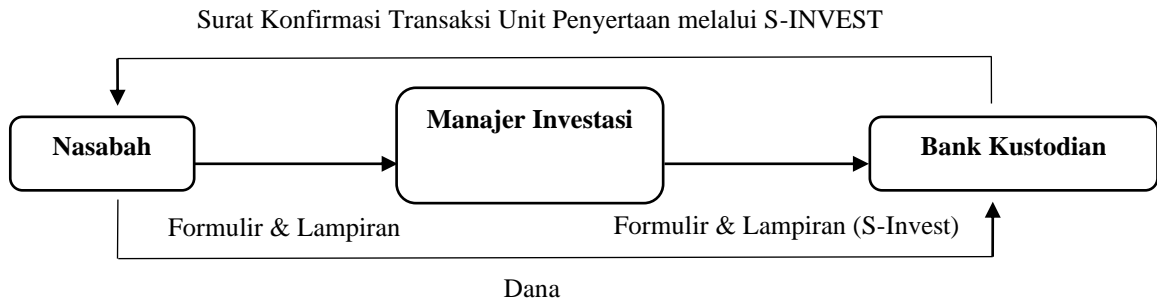 Surat Konfirmasi Transaksi Unit Penyertaan melalui S-INVEST
Nasabah
Manajer Investasi
Bank Kustodian
Formulir & Lampiran
Formulir & Lampiran (S-Invest)
Dana